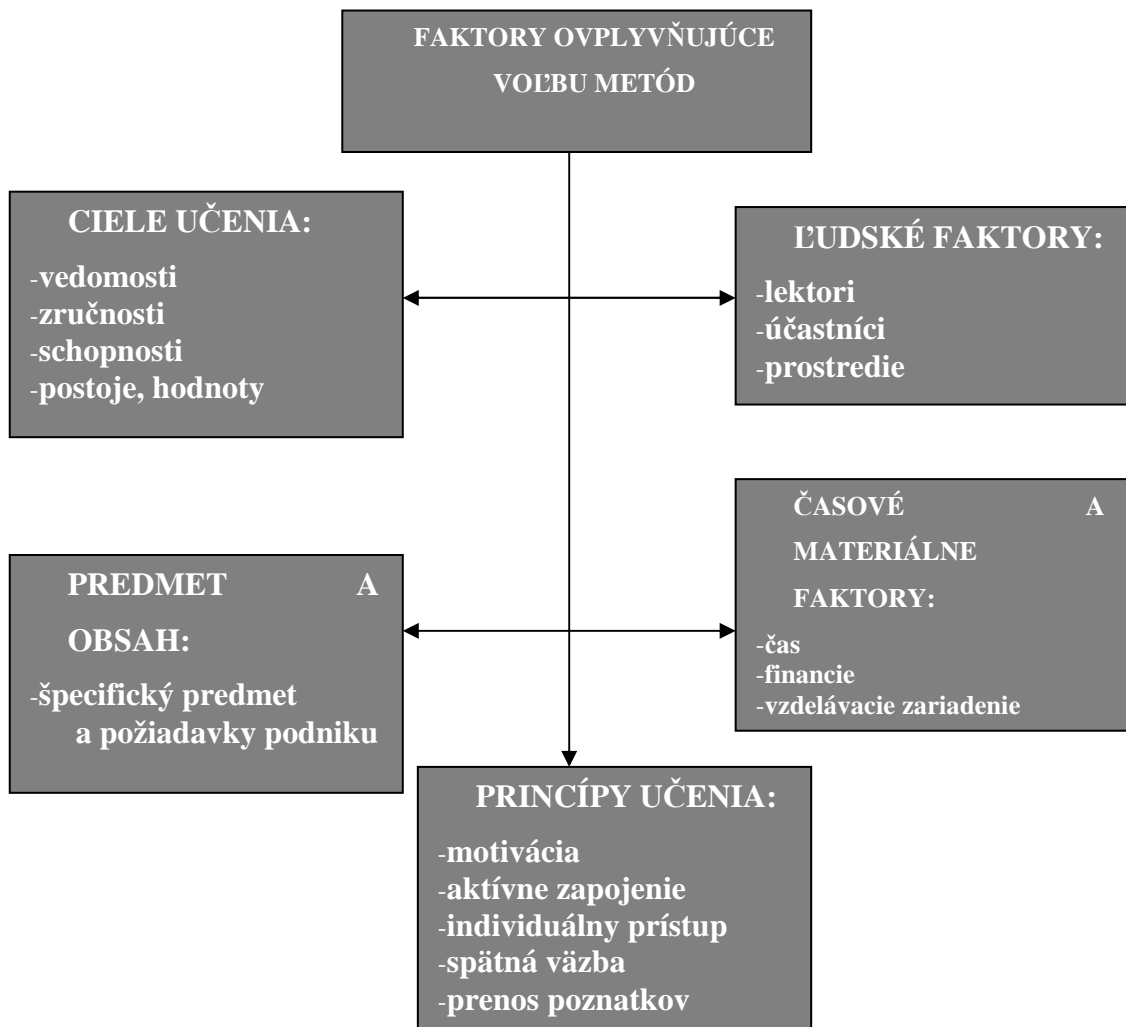 FAKTORY OVPLYVŇUJÚCE
VOĽBU METÓD
CIELE UČENIA:
-vedomosti
-zručnosti
-schopnosti
-postoje, hodnoty
ĽUDSKÉ FAKTORY:
-lektori
-účastníci
-prostredie
PREDMET A
OBSAH:
-špecifický predmet
a požiadavky podniku
ČASOVÉ A
MATERIÁLNE
FAKTORY:
-čas
-financie
-vzdelávacie zariadenie
PRINCÍPY UČENIA:
-motivácia
-aktívne zapojenie
-individuálny prístup
-spätná väzba
-prenos poznatkov